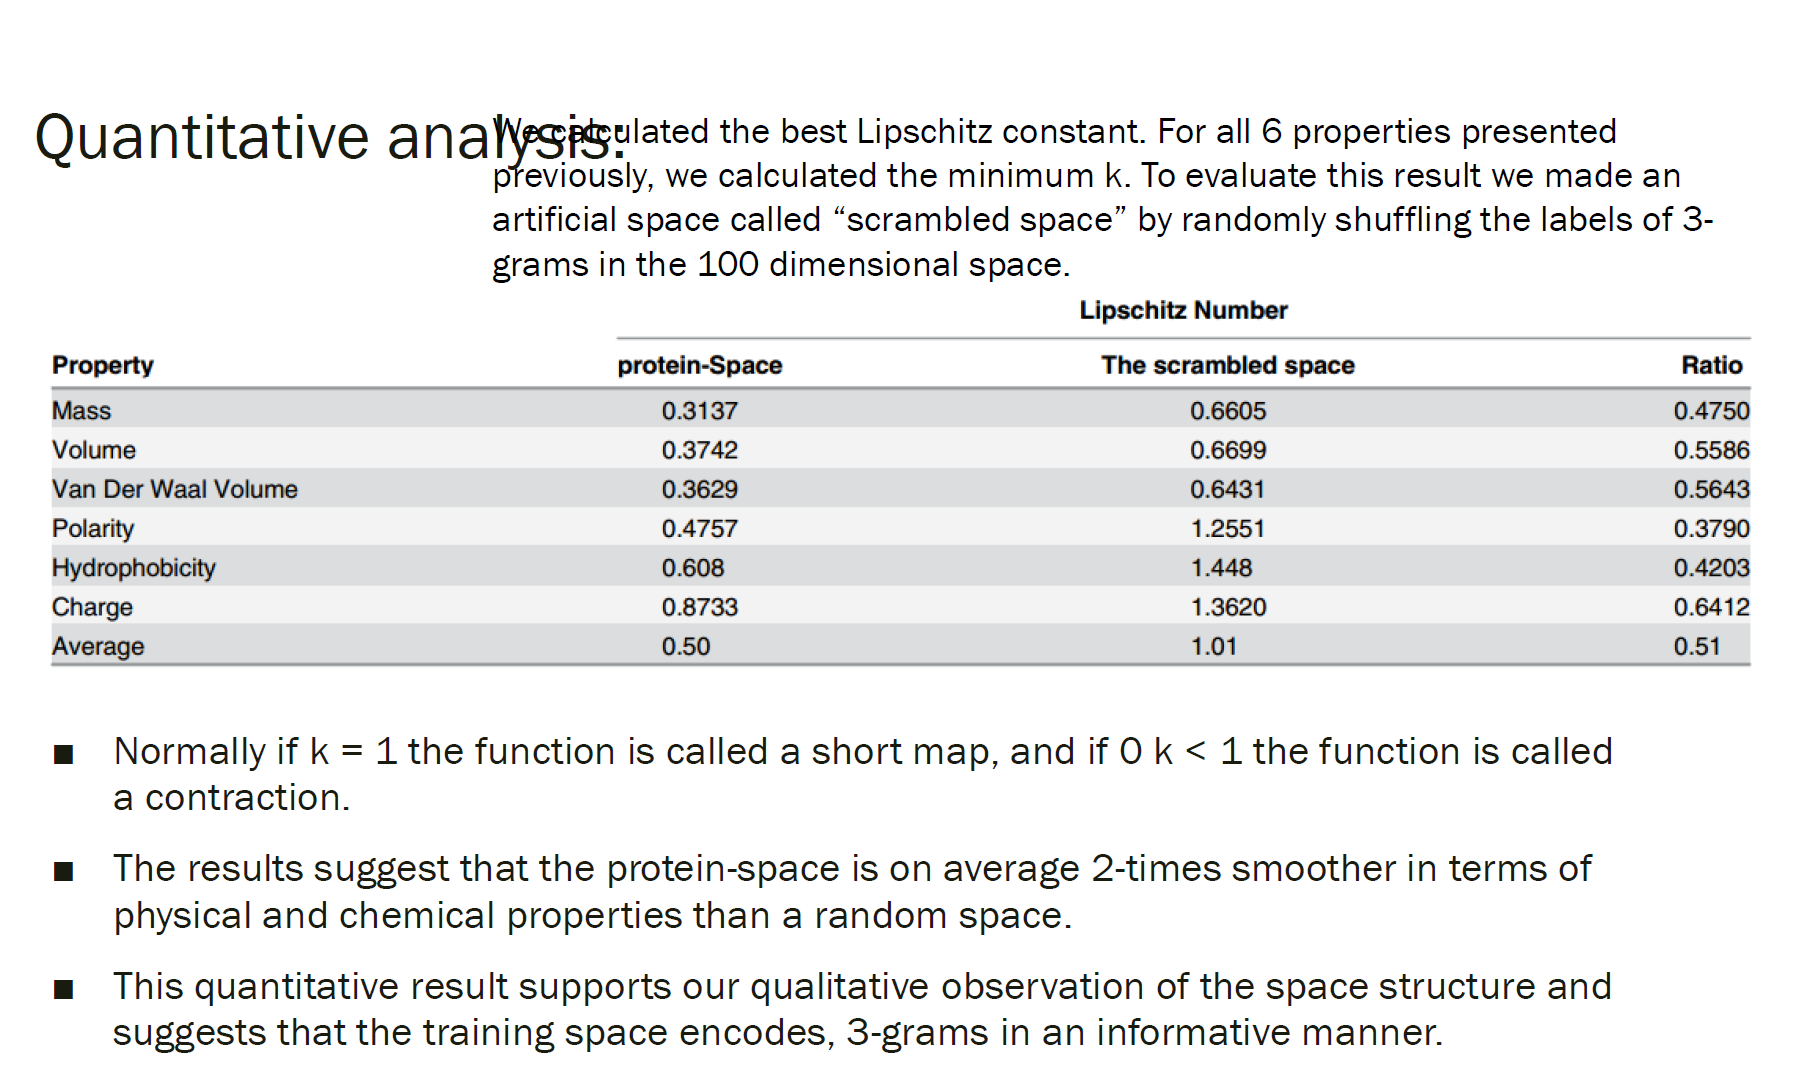 Quantitative analysis:
We calculated the best Lipschitz constant. For all 6 properties presented
previously, we calculated the minimum k. To evaluate this result we made an
artificial space called “scrambled space” by randomly shuffling the labels of 3-
grams in the 100 dimensional space.
Lipschitz Number
Property protein-Space The scrambled space Ratio
Mass 0.3137 0.6605 0.4750
Volume 0.3742 0.6699 0.5586
Van Der Waal Volume 0.3629 0.6431 0.5643
Polarity 0.4757 1.2551 0.3790
Hydrophobicity 0.608 1.448 0.4203
Charge 0.8733 1.3620 0.6412
Average 0.50 1.01 0.51
■ Normally if k = 1 the function is called a short map, and if 0 k < 1 the function is called
a contraction.
■ The results suggest that the protein-space is on average 2-times smoother in terms of
physical and chemical properties than a random space.
■ This quantitative result supports our qualitative observation of the space structure and
suggests that the training space encodes, 3-grams in an informative manner.